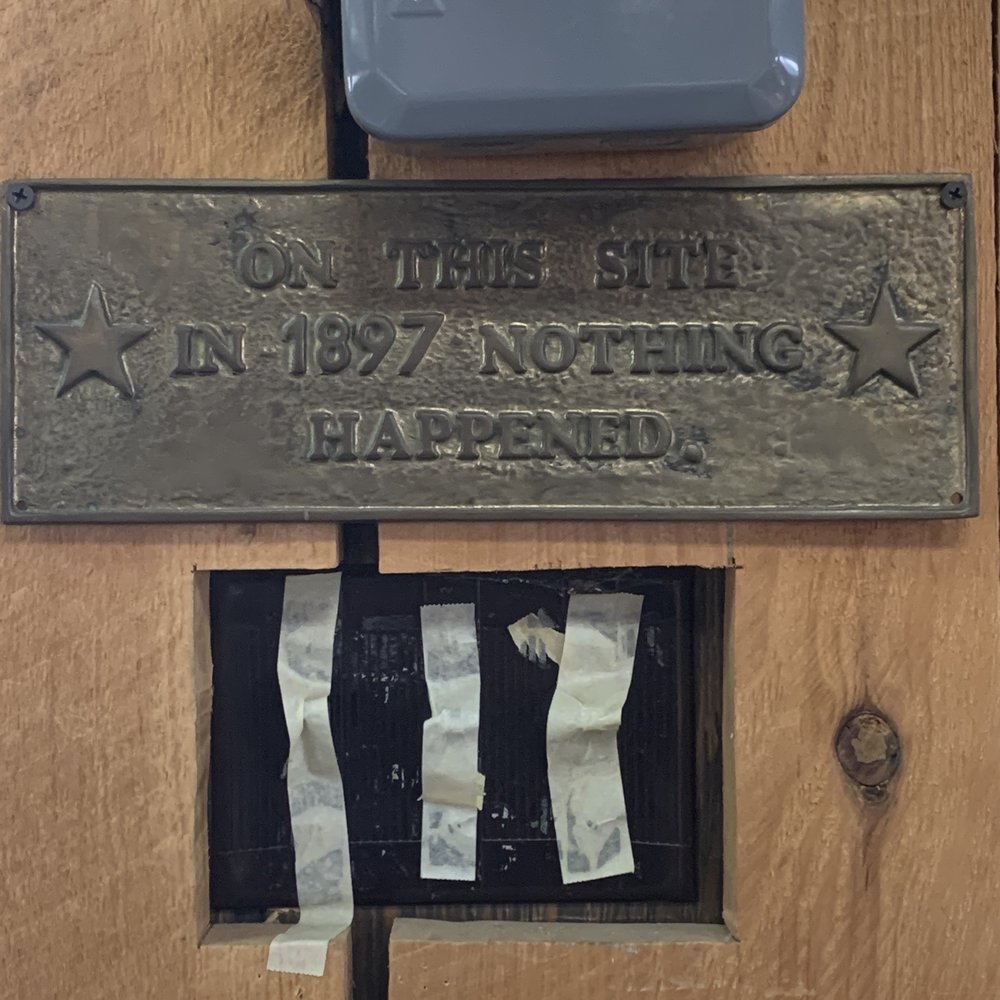 ON THIS SITE
IN 1897 NOTHING
HAPPENED.